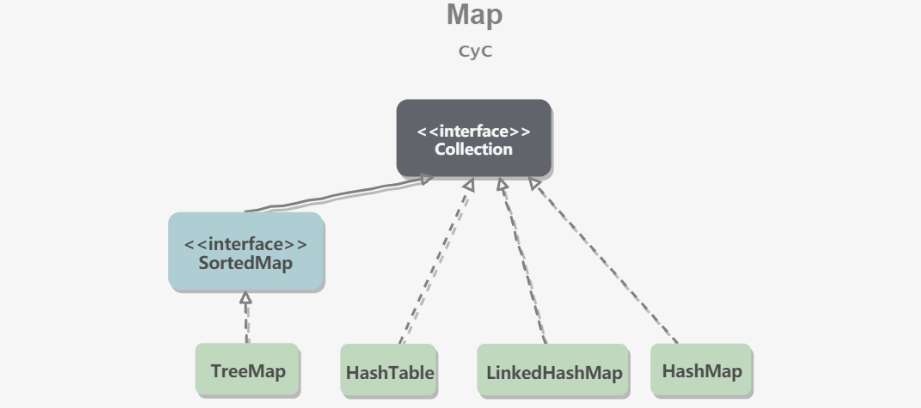 Map
CyC
<<interface>>
Collection
<<interface>>
SortedMap
TreeMap
HashTable
LinkedHashMap
HashMap